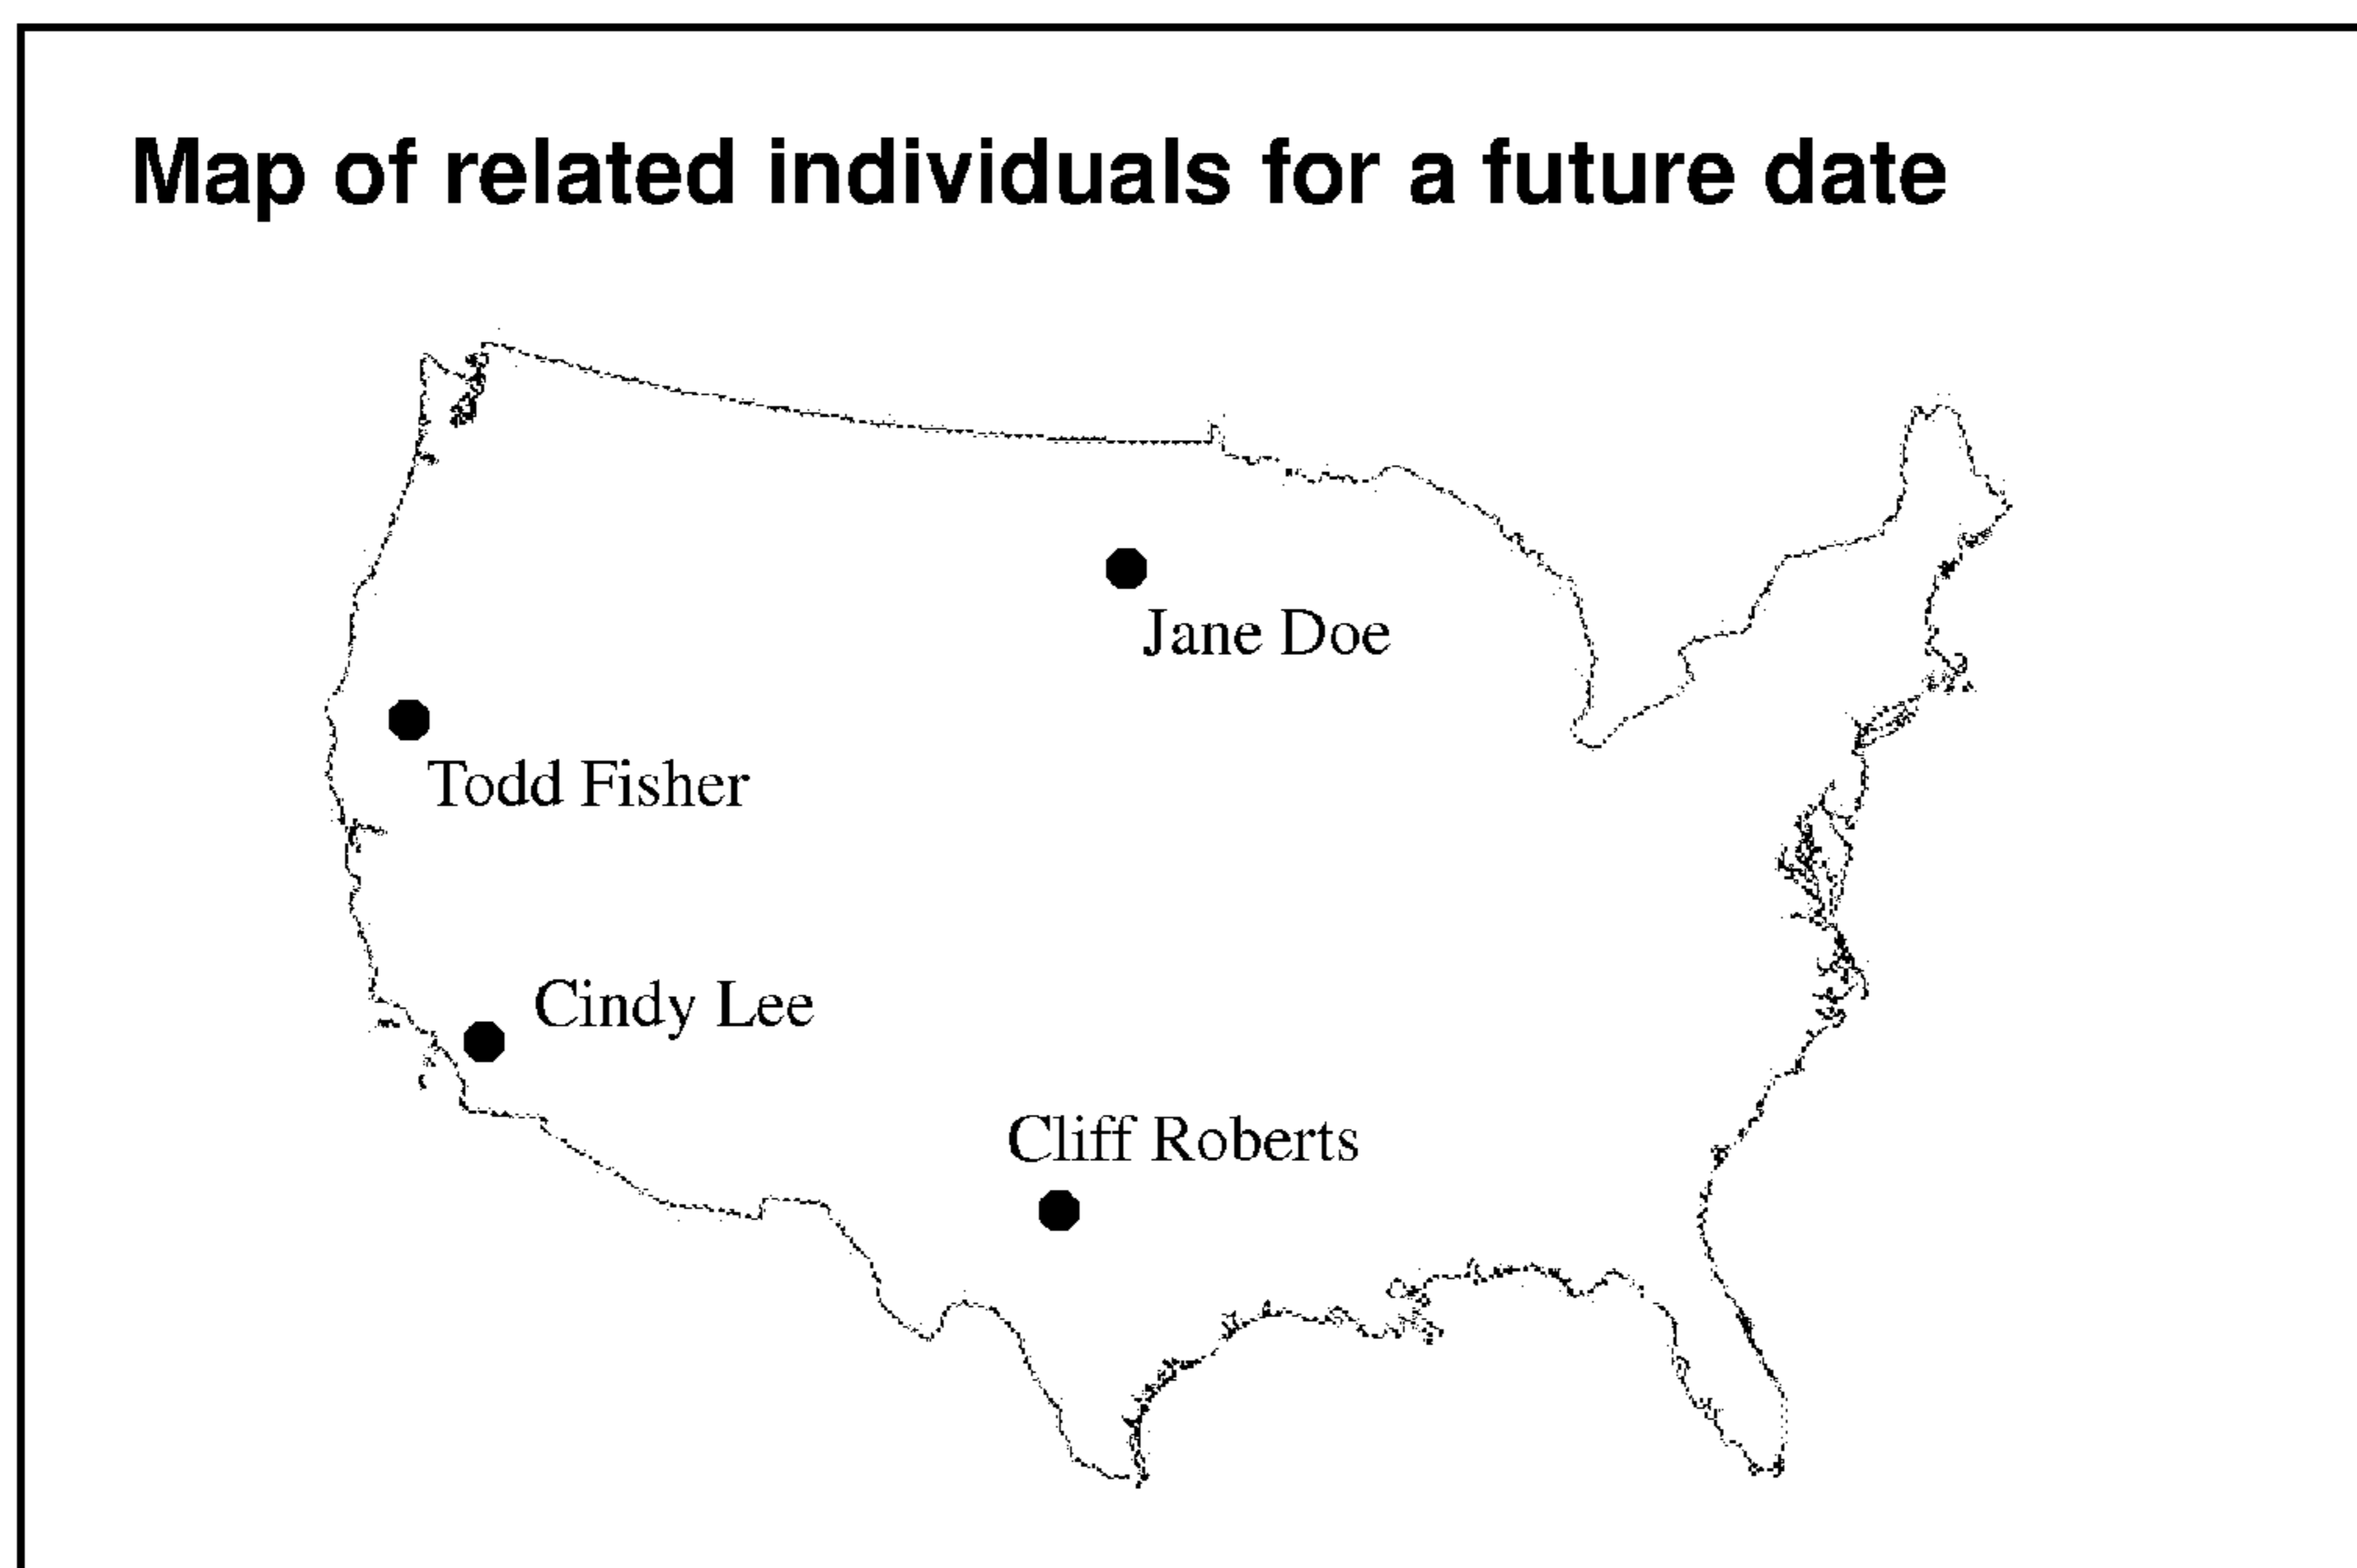 Map of related individuals for a future date
Jane Doe
Todd Fisher
Cindy Lee
Cliff Roberts